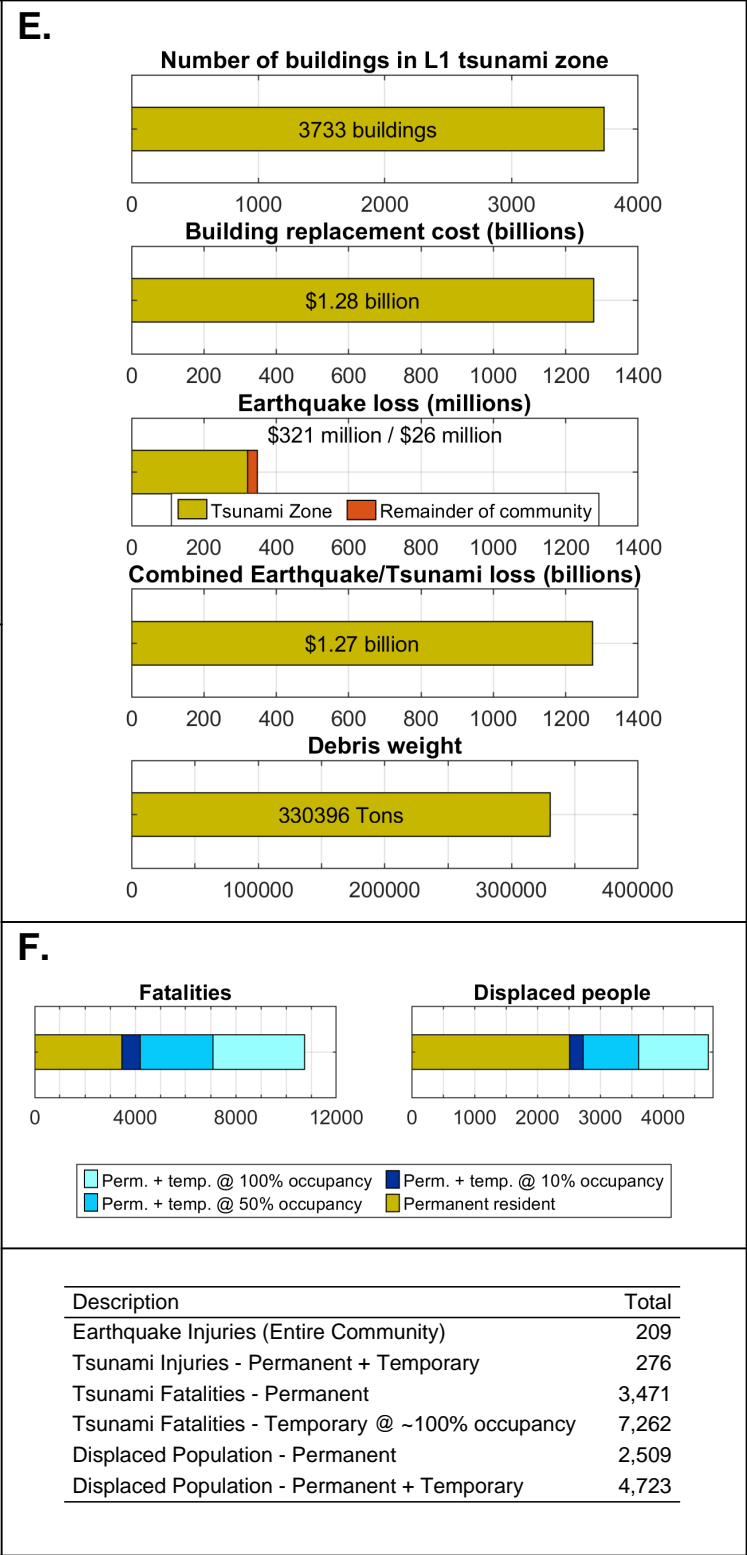 E.
Number of buildings in L1 tsunami zone
3733 buildings
0 1000 2000 3000 4000
Building replacement cost (billions)
$1.28 billion
0 200 400 600 800 1000 1200 1400
Earthquake loss (millions)
$321 million / $26 million
Tsunami Zone Remainder of community
0 200 400 600 800 1000 1200 1400
Combined Earthquake/Tsunami loss (billions)
$1.27 billion
0 200 400 600 800 1000 1200 1400
Debris weight
330396 Tons
0 100000 200000 300000 400000
F.
Fatalities Displaced people
0 4000 8000 12000 0 1000 2000 3000 4000
Perm. + temp. @ 100% occupancy Perm. + temp. @ 10% occupancy
Perm. + temp. @ 50% occupancy Permanent resident
Description Total
Earthquake Injuries (Entire Community) 209
Tsunami Injuries - Permanent + Temporary 276
Tsunami Fatalities - Permanent 3,471
Tsunami Fatalities - Temporary @ ~100% occupancy 7,262
Displaced Population - Permanent 2,509
Displaced Population - Permanent + Temporary 4,723